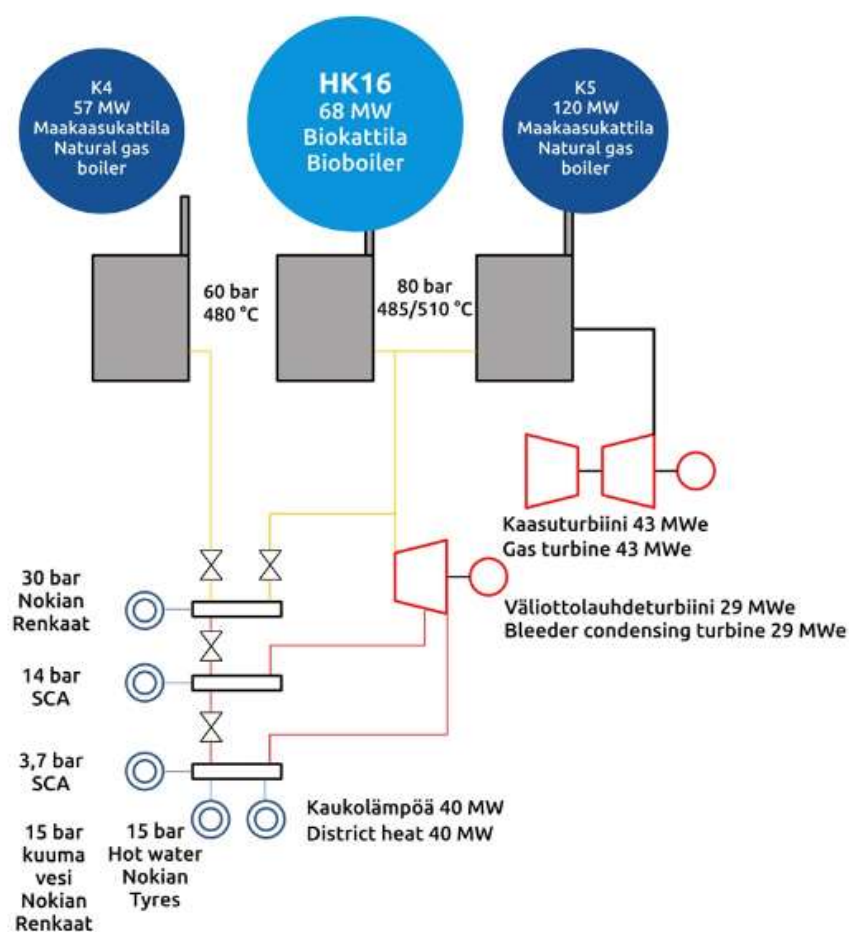 K4
57 MW
Maakaasukattila
Natural gas
boiler
HK16
68 MW
Biokattila
Bioboiler
K5
120 MW
Maakaasukattila
Natural gas
boiler
60 bar
480 °C
80 bar
485/510 °C
Kaasuturbiini 43 MWe
Gas turbine 43 MWe
Väliottolauhdeturbiini 29 MWe
Bleeder condensing turbine 29 MWe
30 bar
Nokian
Renkaat
14 bar
SCA
3,7 bar
SCA
Kaukolämpöä 40 MW
District heat 40 MW
15 bar
kuuma
vesi
Nokian
Renkaat
15 bar
Hot water
Nokian
Tyres